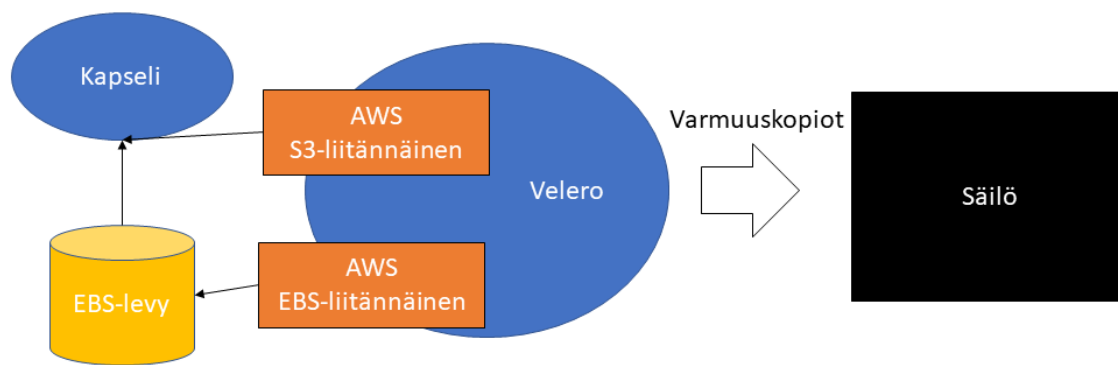 Kapseli
AWS
S3-liitännäinen
Varmuuskopiot
Velero
Säilö
AWS
EBS-liitännäinen
EBS-levy